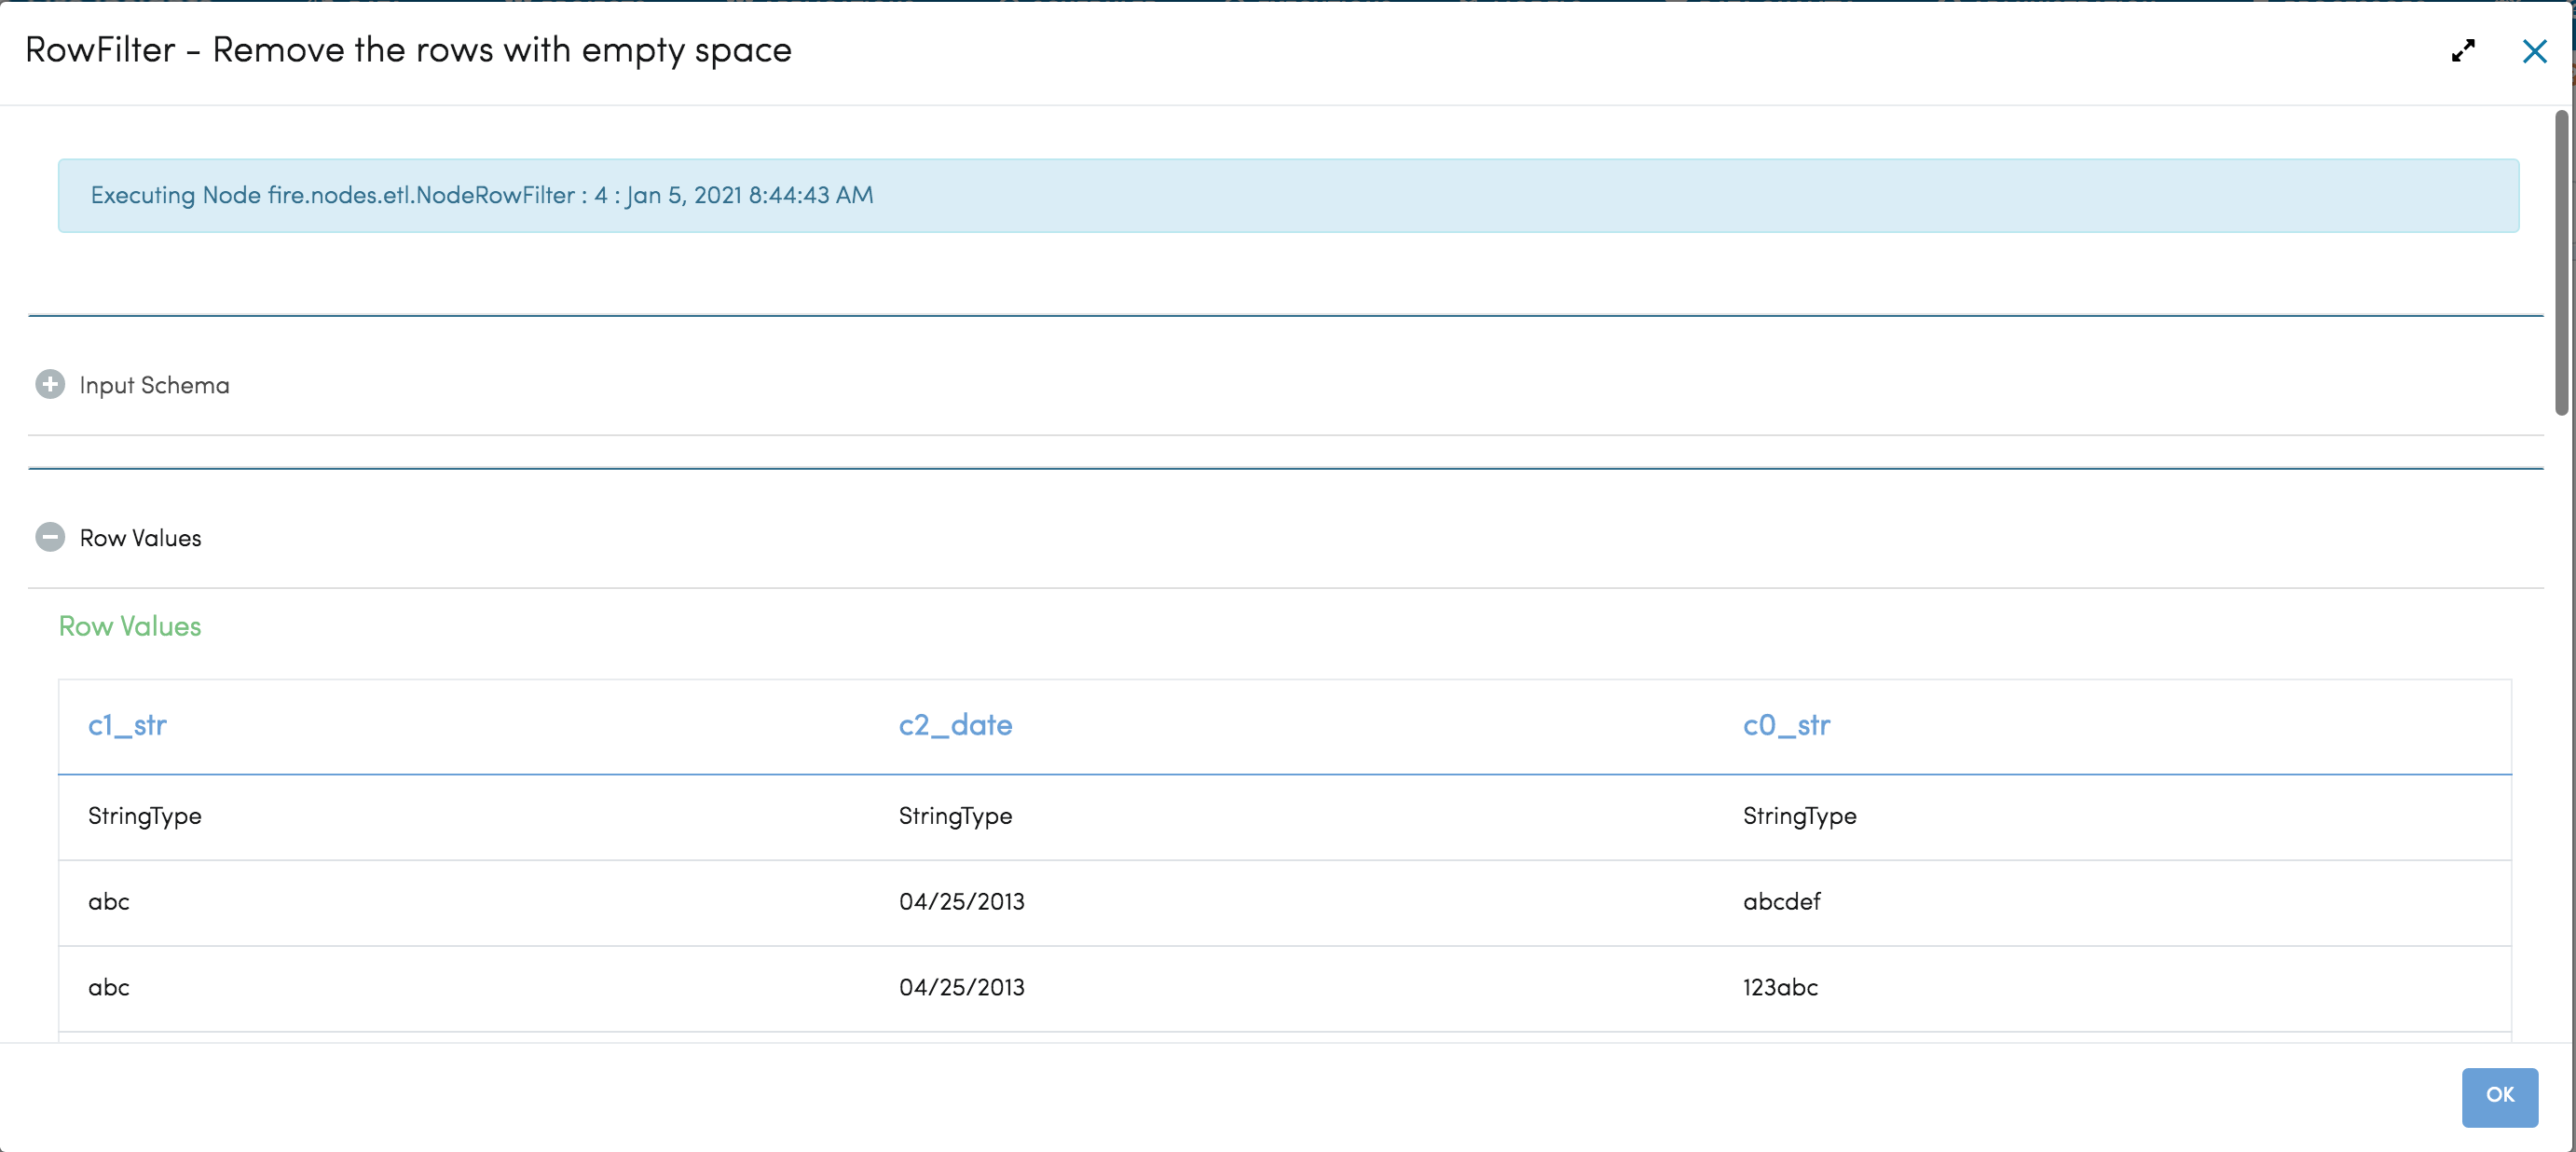 RowFilter - Remove the rows with empty space
Executing Node fire.nodes.etl.NodeRowFilter : 4 : Jan 5, 2021 8:44:43 AM
Input Schema
Row Values
Row Values
c1_str c2_date c0_str
StringType StringType StringType
abc 04/25/2013 abcdef
abc 04/25/2013 123abc
OK